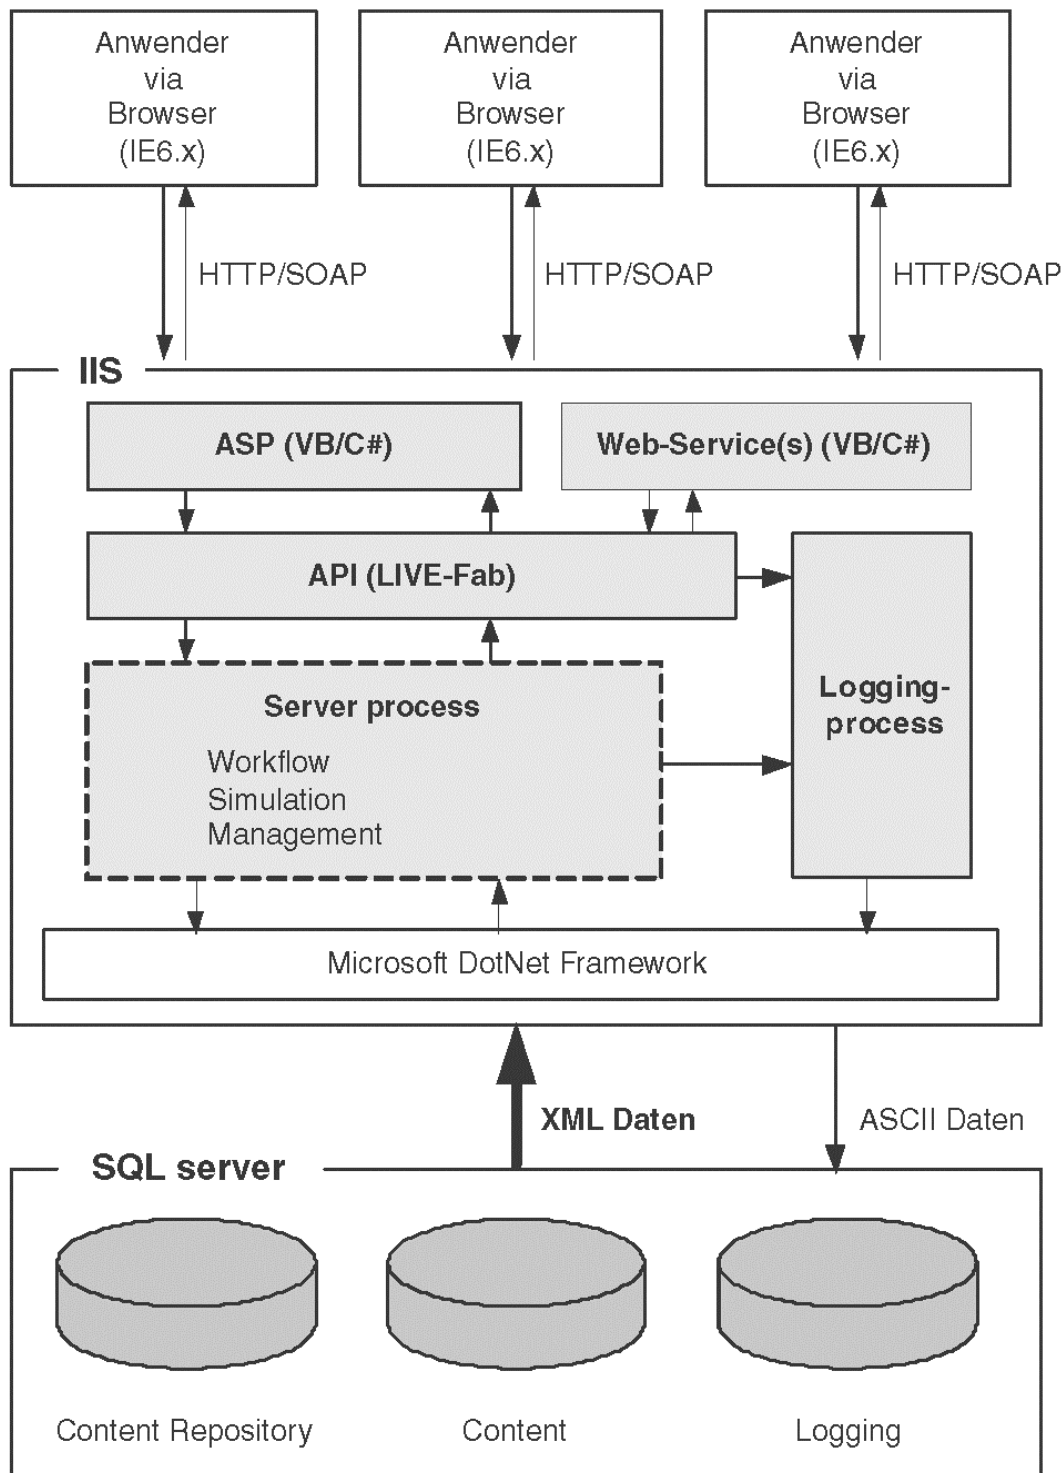 Anwender
via
Browser
(IE6.x)
Anwender
via
Browser
(IE6.x)
Anwender
via
Browser
(IE6.x)
HTTP/SOAP
HTTP/SOAP
HTTP/SOAP
IIS
ASP (VB/C#)
Web-Service(s) (VB/C#)
API (LIVE-Fab)
Server process
Workflow
Simulation
Management
Logging-
process
Microsoft DotNet Framework
XML Daten
ASCII Daten
SQL server
Content Repository
Content
Logging